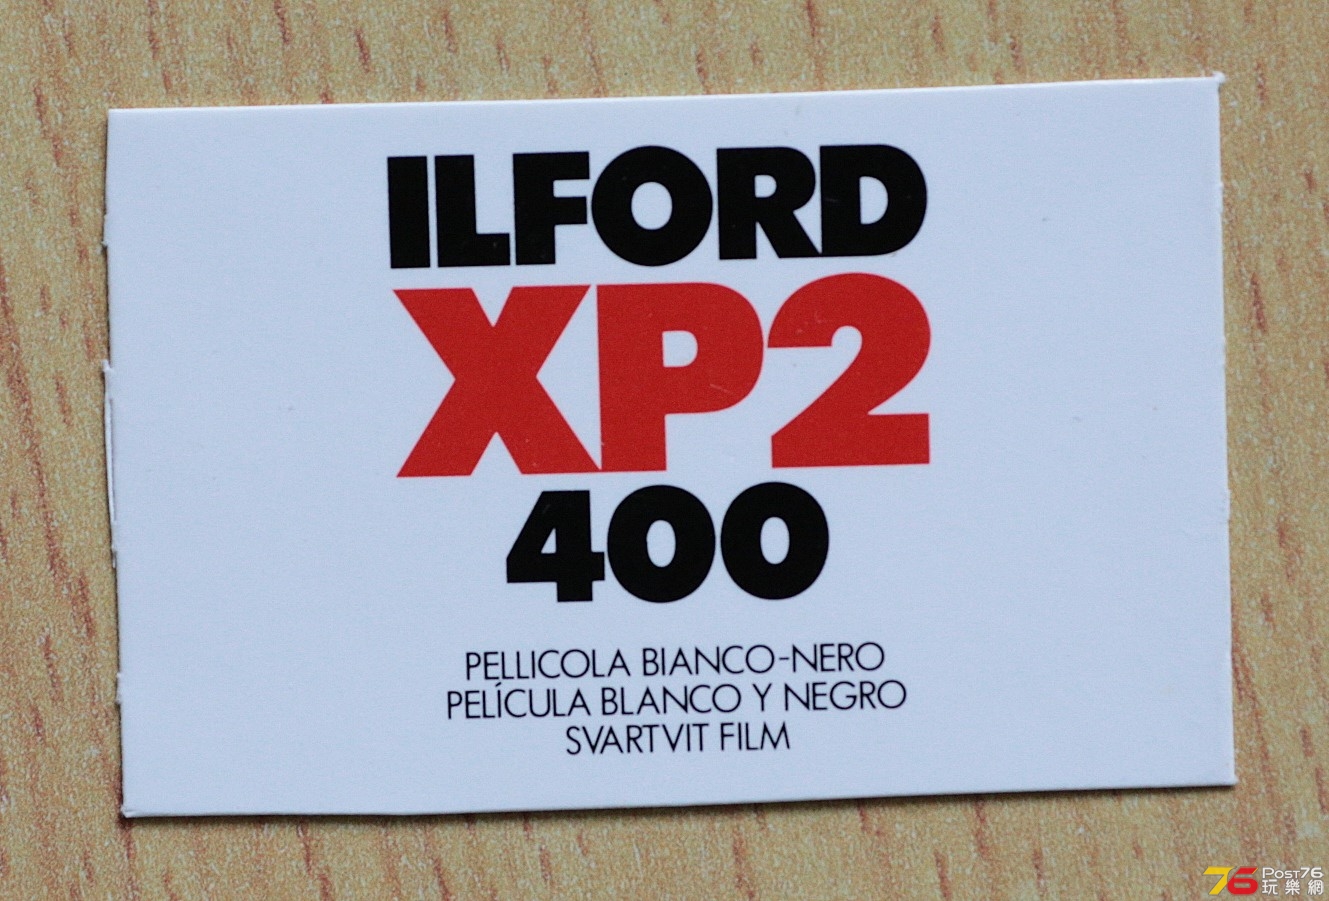 ILFORD
XP2
400
PELLICOLA BIANCO-NERO
PELÍCULA BLANCO Y NEGRO
SVARTVIT FILM
76 Post76
玩樂網